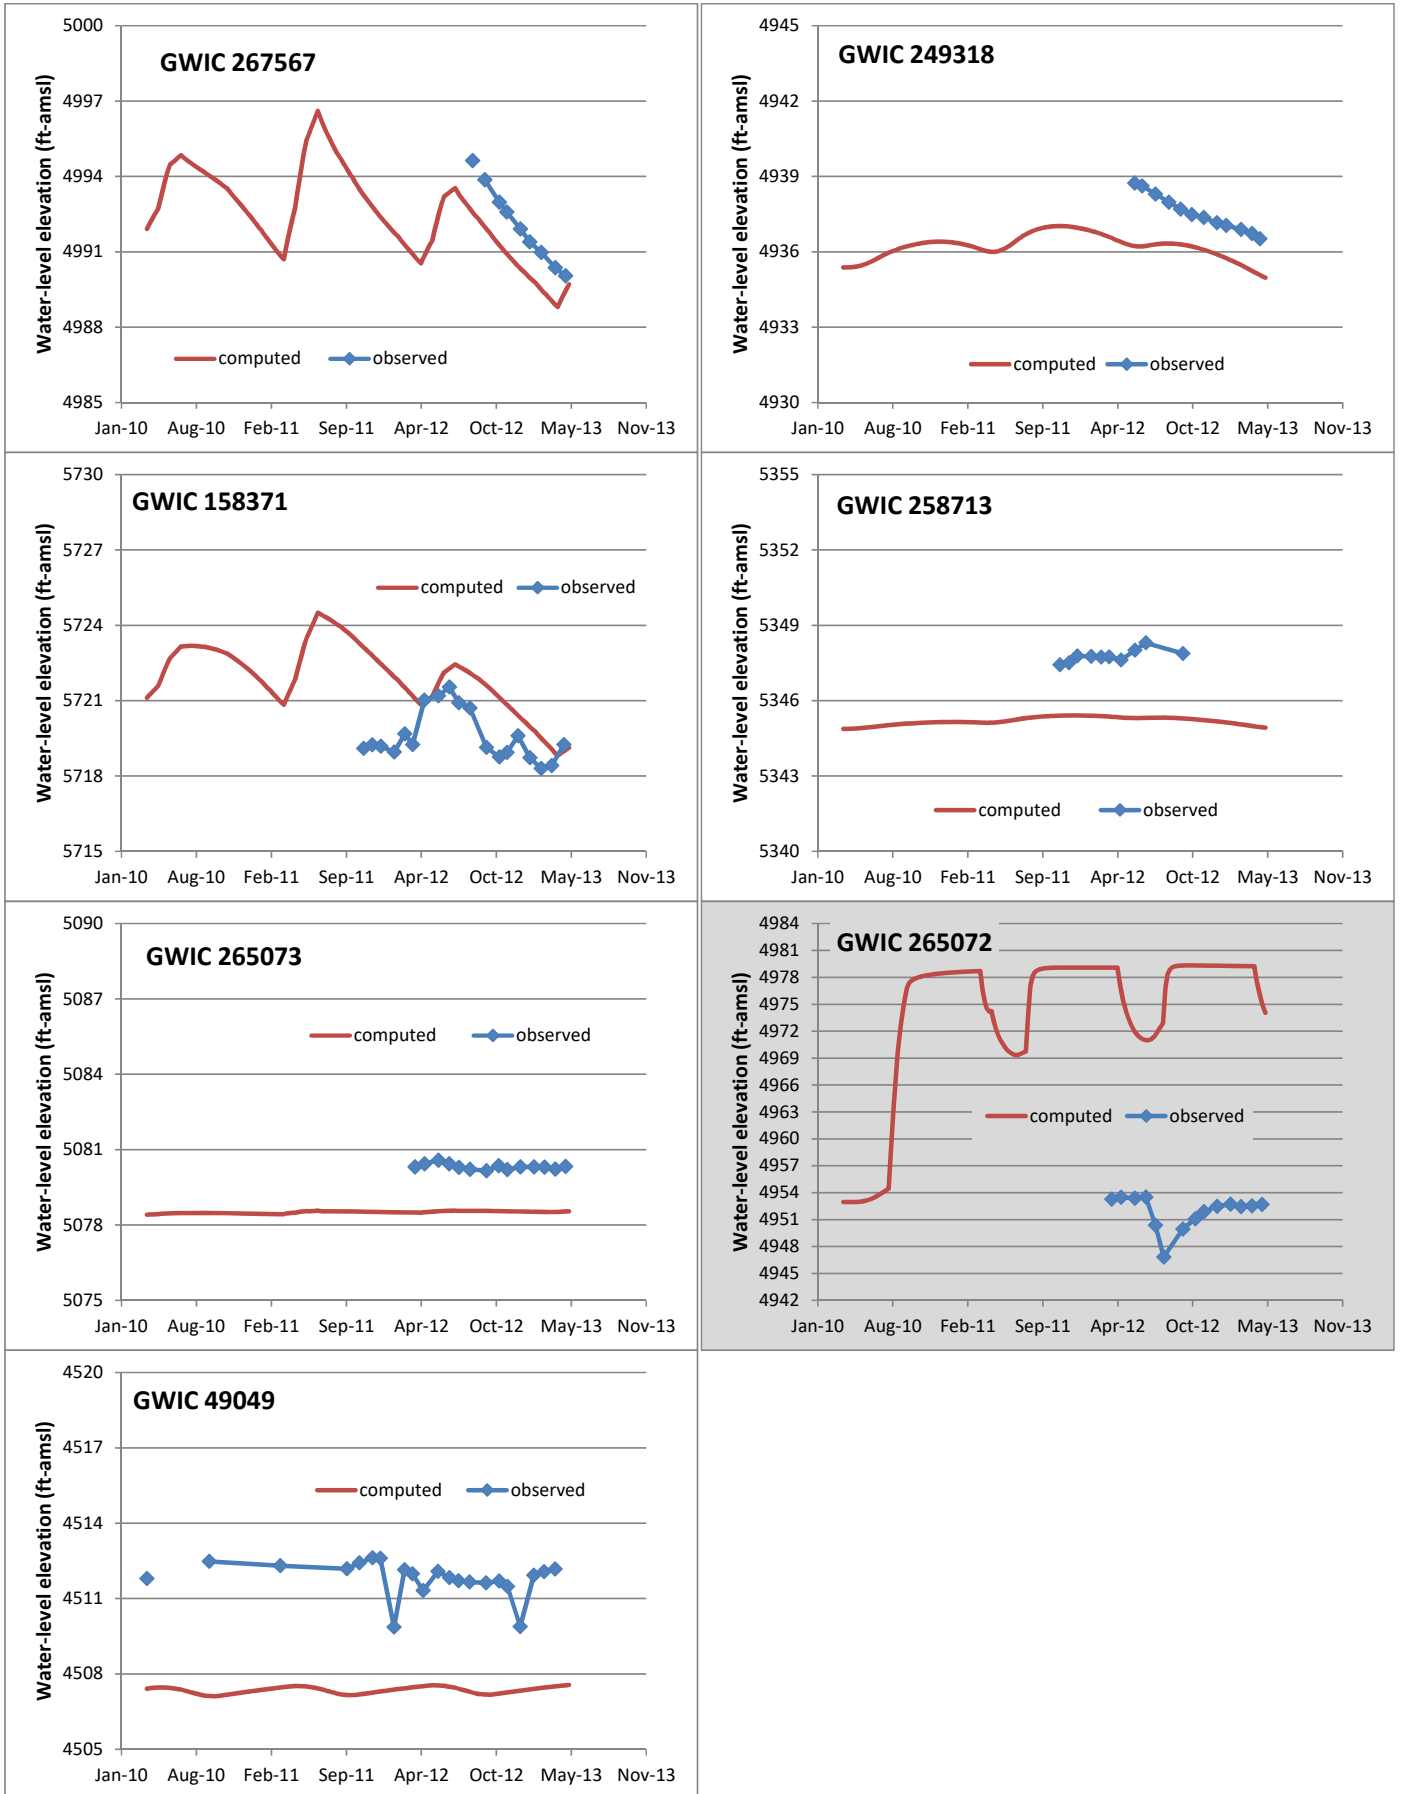 GWIC 267567
Water-level elevation (ft-amsl)
5000
4997
4994
4991
4988
4985
computed observed
Jan-10 Aug-10 Feb-11 Sep-11 Apr-12 Oct-12 May-13 Nov-13
GWIC 249318
Water-level elevation (ft-amsl)
4945
4942
4939
4936
4933
4930
computed observed
Jan-10 Aug-10 Feb-11 Sep-11 Apr-12 Oct-12 May-13 Nov-13
GWIC 158371
Water-level elevation (ft-amsl)
5730
5727
5724
5721
5718
5715
computed observed
Jan-10 Aug-10 Feb-11 Sep-11 Apr-12 Oct-12 May-13 Nov-13
GWIC 258713
Water-level elevation (ft-amsl)
5355
5352
5349
5346
5343
5340
computed observed
Jan-10 Aug-10 Feb-11 Sep-11 Apr-12 Oct-12 May-13 Nov-13
GWIC 265073
Water-level elevation (ft-amsl)
5090
5087
5084
5081
5078
5075
computed observed
Jan-10 Aug-10 Feb-11 Sep-11 Apr-12 Oct-12 May-13 Nov-13
GWIC 265072
Water-level elevation (ft-amsl)
4984
4981
4978
4975
4972
4969
4966
4963
4960
4957
4954
4951
4948
4945
4942
computed observed
Jan-10 Aug-10 Feb-11 Sep-11 Apr-12 Oct-12 May-13 Nov-13
GWIC 49049
Water-level elevation (ft-amsl)
4520
4517
4514
4511
4508
4505
computed observed
Jan-10 Aug-10 Feb-11 Sep-11 Apr-12 Oct-12 May-13 Nov-13